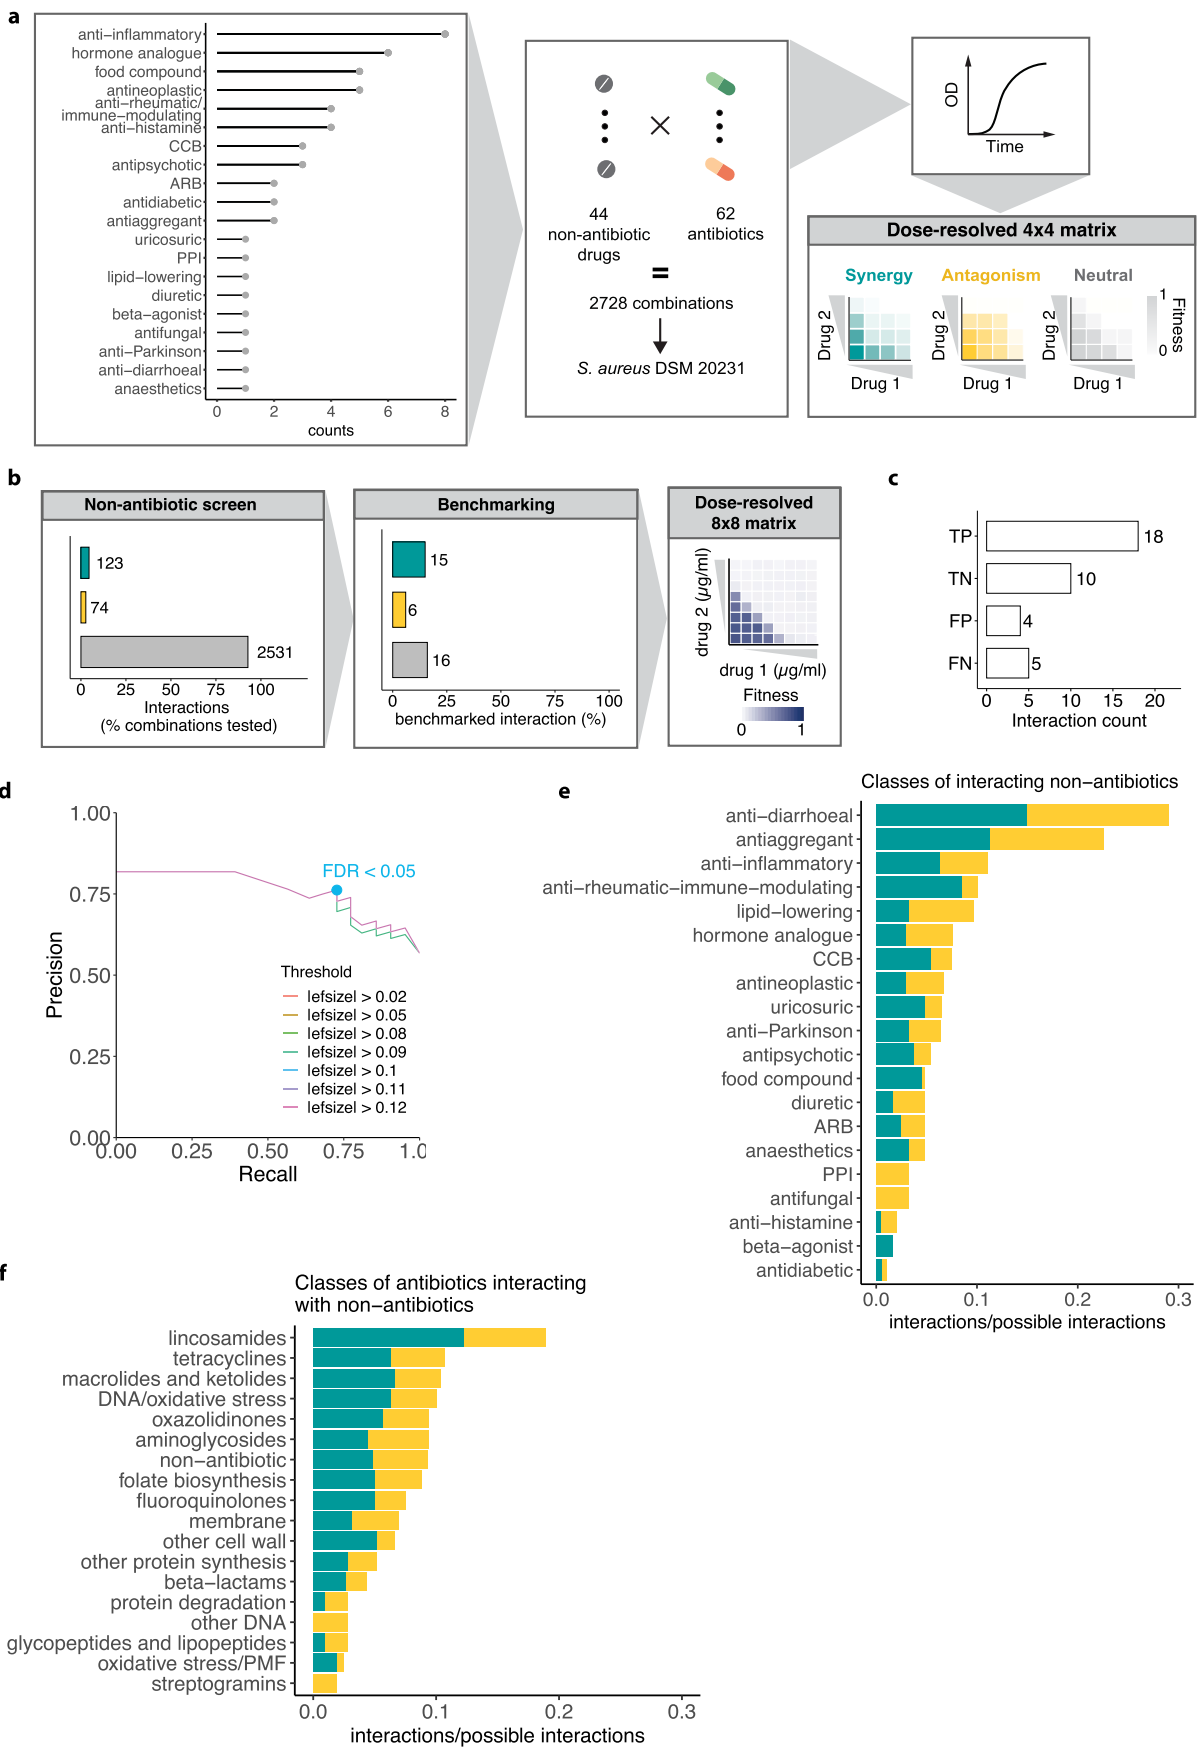 a
anti−inflammatory
hormone analogue
food compound
antineoplastic
anti−rheumatic/
immune−modulating
anti−histamine
CCB
antipsychotic
ARB
antidiabetic
antiaggregant
uricosuric
PPI
lipid−lowering
diuretic
beta−agonist
antifungal
anti−Parkinson
anti−diarrhoeal
anaesthetics
0 2 4 6 8
counts
×
44
non-antibiotic
drugs
62
antibiotics
=
2728 combinations
S. aureus DSM 20231
OD
Time
Dose-resolved 4x4 matrix
Synergy
Antagonism
Neutral
Drug 2
Drug 1
Drug 2
Drug 1
Drug 2
Drug 1
1
0
Fitness
b
Non-antibiotic screen
123
74
2531
0 25 50 75 100
Interactions
(% combinations tested)
Benchmarking
15
6
16
0 25 50 75 100
benchmarked interaction (%)
Dose-resolved
8x8 matrix
drug 2 (µg/ml)
drug 1 (µg/ml)
Fitness
0 1
c
TP 18
TN 10
FP 4
FN 5
0 5 10 15 20
Interaction count
d
1.00
0.75
0.50
0.25
0.00
Precision
FDR < 0.05
Threshold
lefsizel > 0.02
lefsizel > 0.05
lefsizel > 0.08
lefsizel > 0.09
lefsizel > 0.1
lefsizel > 0.11
lefsizel > 0.12
0.00 0.25 0.50 0.75 1.0
Recall
e
Classes of interacting non−antibiotics
anti−diarrhoeal
antiaggregant
anti−inflammatory
anti−rheumatic−immune−modulating
lipid−lowering
hormone analogue
CCB
antineoplastic
uricosuric
anti−Parkinson
antipsychotic
food compound
diuretic
ARB
anaesthetics
PPI
antifungal
anti−histamine
beta−agonist
antidiabetic
0.0 0.1 0.2 0.3
interactions/possible interactions
f
Classes of antibiotics interacting
with non−antibiotics
lincosamides
tetracyclines
macrolides and ketolides
DNA/oxidative stress
oxazolidinones
aminoglycosides
non−antibiotic
folate biosynthesis
fluoroquinolones
membrane
other cell wall
other protein synthesis
beta−lactams
protein degradation
other DNA
glycopeptides and lipopeptides
oxidative stress/PMF
streptogramins
0.0 0.1 0.2 0.3
interactions/possible interactions